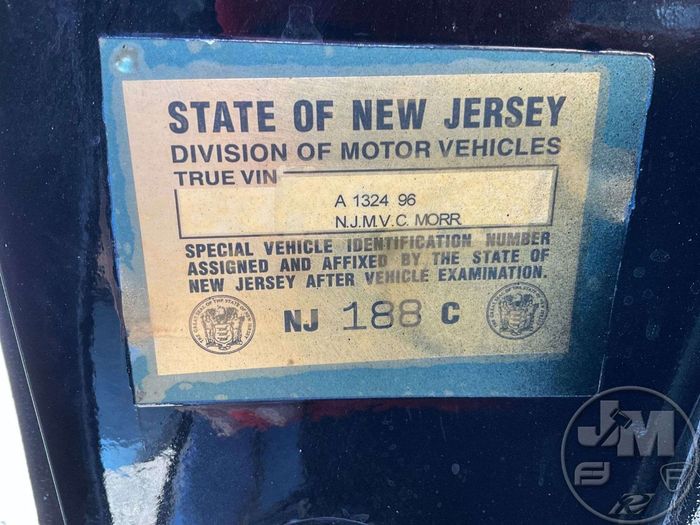 STATE OF NEW JERSEY
DIVISION OF MOTOR VEHICLES
TRUE VIN
A 1324 96
N.J.M.V.C. MORR.
SPECIAL VEHICLE IDENTIFICATION NUMBER
ASSIGNED AND AFFIXED BY THE STATE OF
NEW JERSEY AFTER VEHICLE EXAMINATION.
NJ 188 C
JM